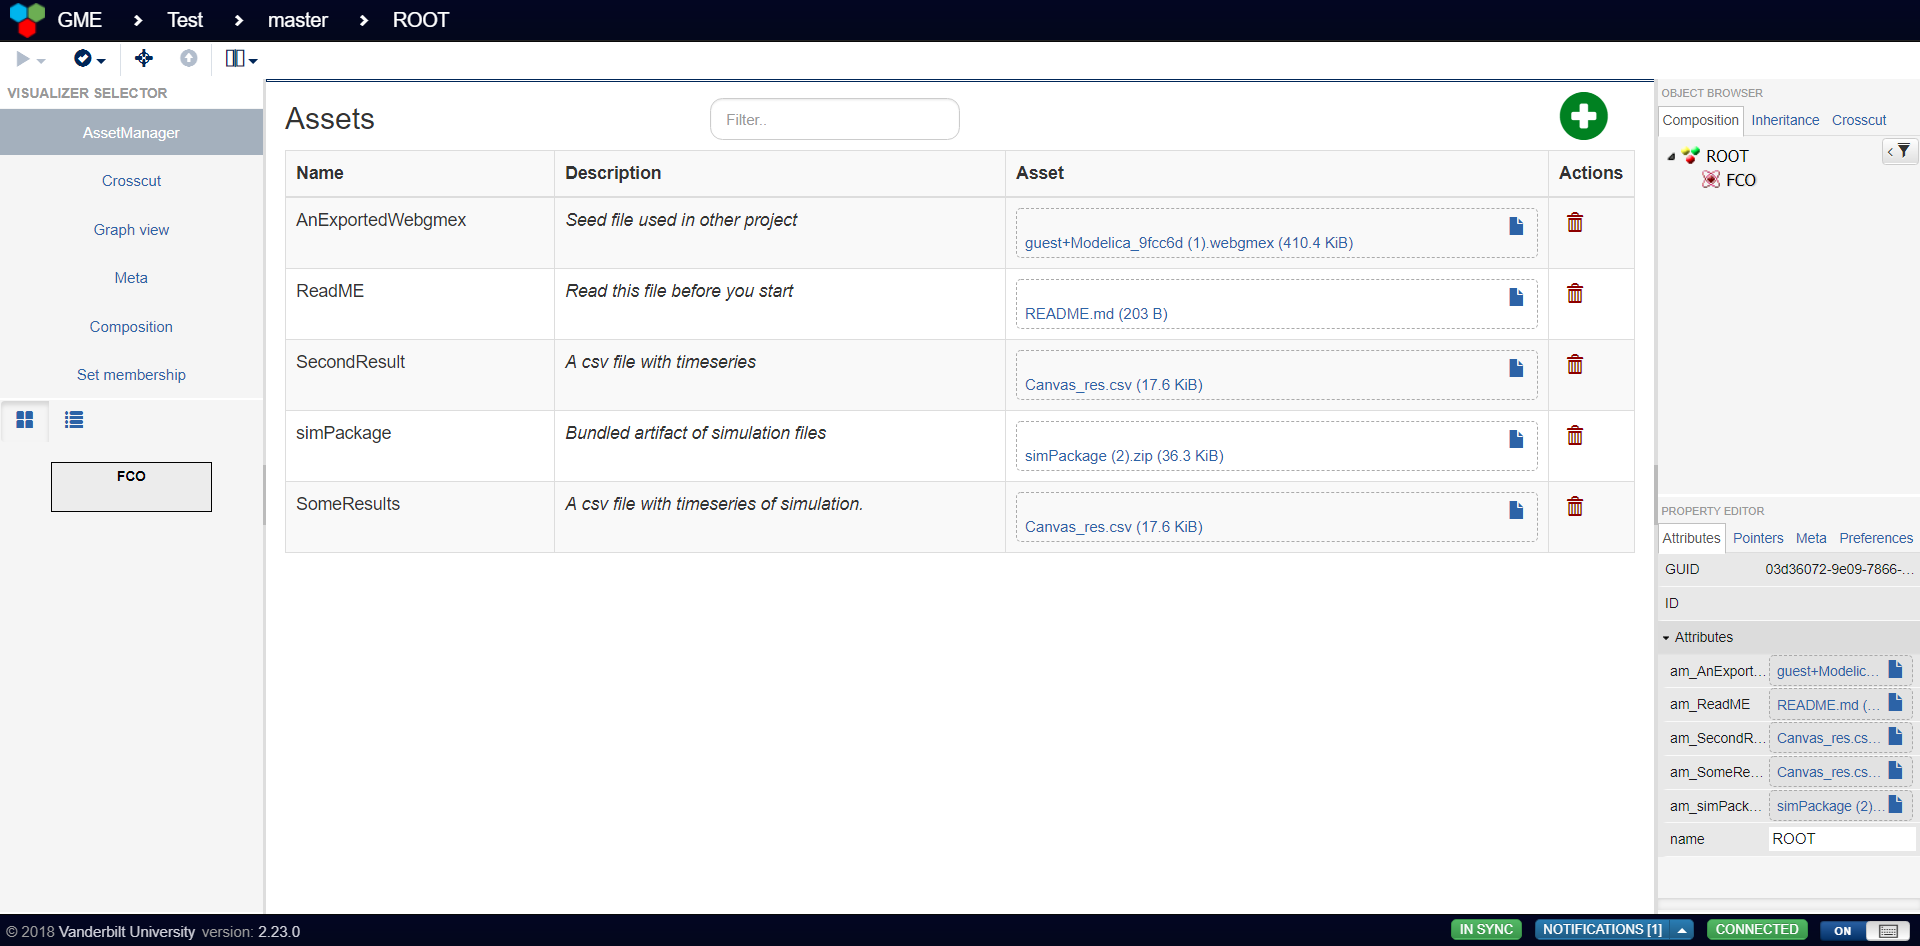 GME Test master ROOT
VISUALIZER SELECTOR
AssetManager
Crosscut
Graph view
Meta
Composition
Set membership
FCO
Assets
Filter..
Name Description Asset Actions
AnExportedWebgmex Seed file used in other project guest+Modelica_9fcc6d (1).webgmex (410.4 KiB)
ReadME Read this file before you start README.md (203 B)
SecondResult A csv file with timeseries Canvas_res.csv (17.6 KiB)
simPackage Bundled artifact of simulation files simPackage (2).zip (36.3 KiB)
SomeResults A csv file with timeseries of simulation. Canvas_res.csv (17.6 KiB)
OBJECT BROWSER
Composition Inheritance Crosscut
ROOT
FCO
PROPERTY EDITOR
Attributes Pointers Meta Preferences
GUID 03d36072-9e09-7866-...
ID
Attributes
am_AnExport... guest+Modelic...
am_ReadME README.md (...
am_SecondR... Canvas_res.cs...
am_SomeRe... Canvas_res.cs...
am_simPack... simPackage (2)...
name ROOT
© 2018 Vanderbilt University version: 2.23.0
IN SYNC NOTIFICATIONS [1] CONNECTED ON